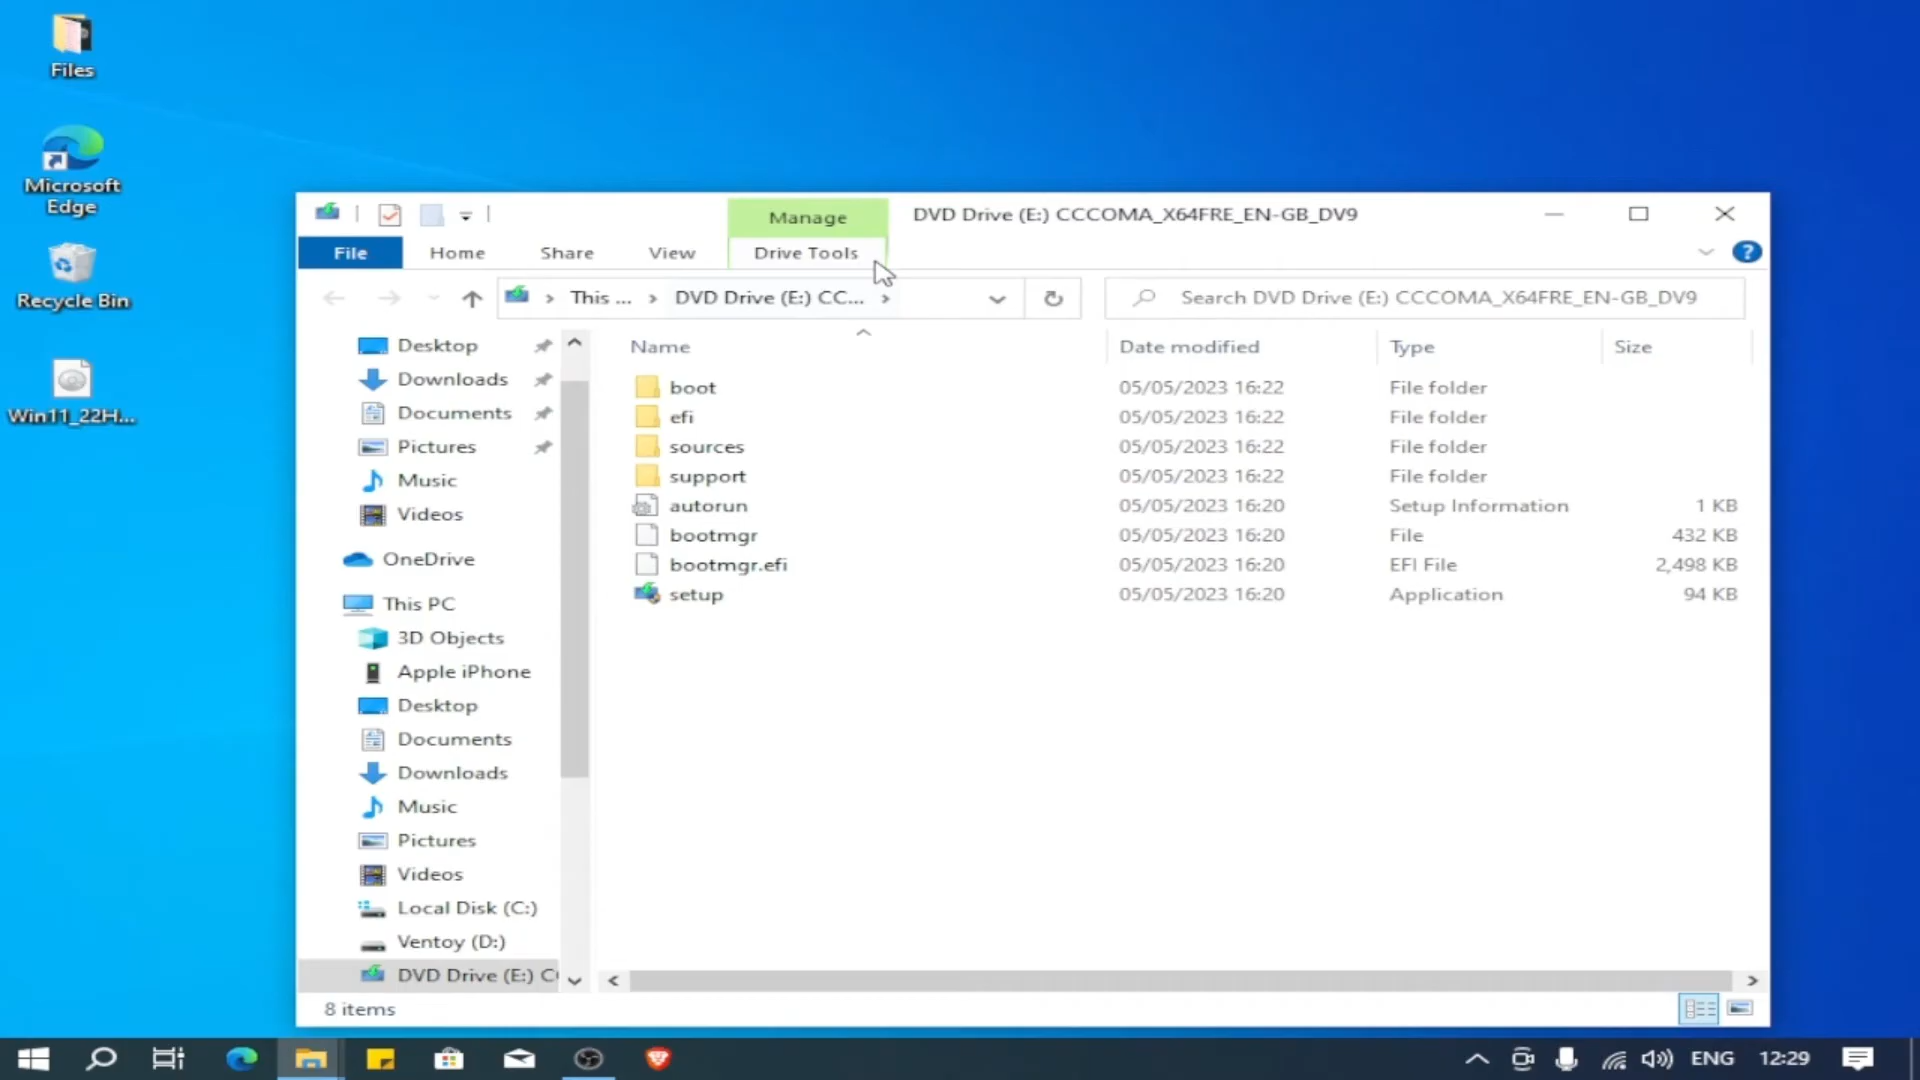 Files
Microsoft
Edge
Recycle Bin
Win11_22H...
Manage
DVD Drive (E:) CCCOMA_X64FRE_EN-GB_DV9
File Home Share View Drive Tools
This ... DVD Drive (E:) CC...
Search DVD Drive (E:) CCCOMA_X64FRE_EN-GB_DV9
Desktop
Downloads
Documents
Pictures
Music
Videos
OneDrive
This PC
3D Objects
Apple iPhone
Desktop
Documents
Downloads
Music
Pictures
Videos
Local Disk (C:)
Ventoy (D:)
DVD Drive (E:) C
Name Date modified Type Size
boot 05/05/2023 16:22 File folder
efi 05/05/2023 16:22 File folder
sources 05/05/2023 16:22 File folder
support 05/05/2023 16:22 File folder
autorun 05/05/2023 16:20 Setup Information 1 KB
bootmgr 05/05/2023 16:20 File 432 KB
bootmgr.efi 05/05/2023 16:20 EFI File 2,498 KB
setup 05/05/2023 16:20 Application 94 KB
8 items
ENG 12:29